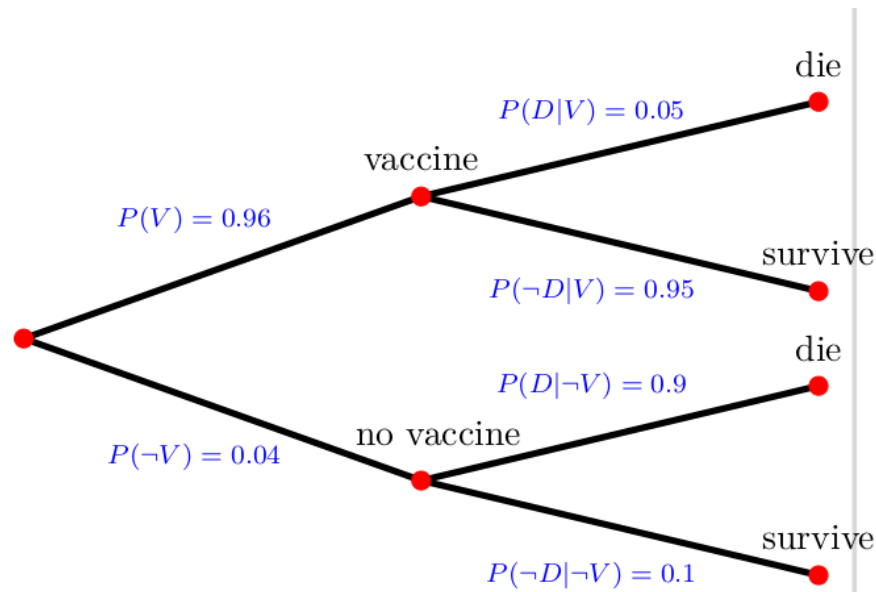 die
P(D|V) = 0.05
vaccine
P(V) = 0.96
survive
P(¬D|V) = 0.95
die
P(D|¬V) = 0.9
no vaccine
P(¬V) = 0.04
survive
P(¬D|¬V) = 0.1